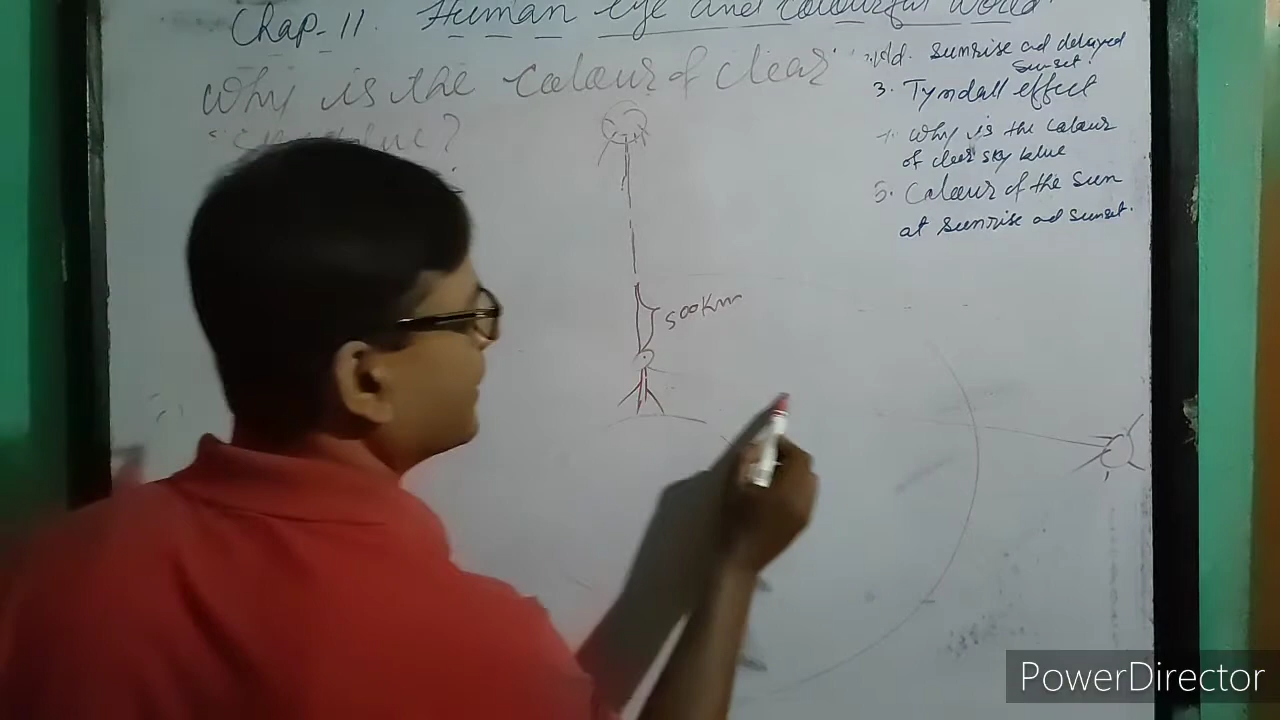 Chap-11. Human eye and colourful world.
Why is the colour of clear
sky blue?
sunrise and delayed
sunset.
3. Tyndall effect
4. Why is the colour
of clear sky blue
5. Colour of the sun
at sunrise and sunset.
500Km
PowerDirector